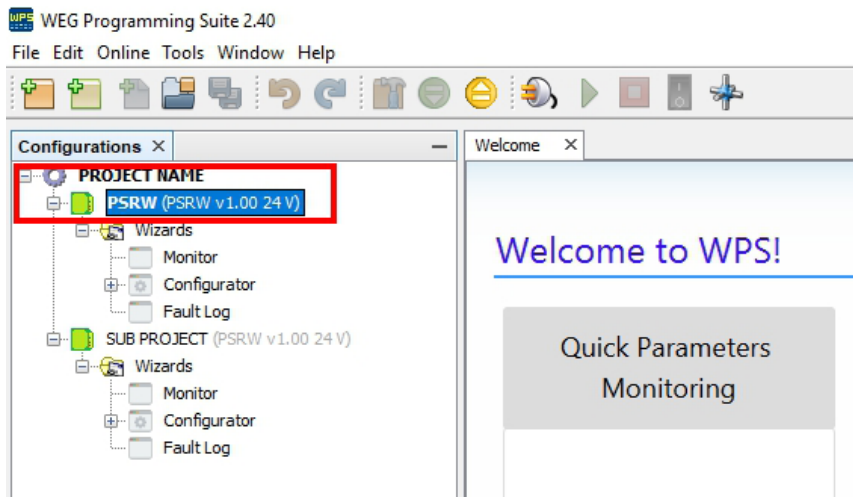 WPS WEG Programming Suite 2.40
File Edit Online Tools Window Help
Configurations
Welcome
PROJECT NAME
PSRW (PSRW v1.00 24 V)
Wizards
Monitor
Configurator
Fault Log
SUB PROJECT (PSRW v1.00 24 V)
Wizards
Monitor
Configurator
Fault Log
Welcome to WPS!
Quick Parameters
Monitoring